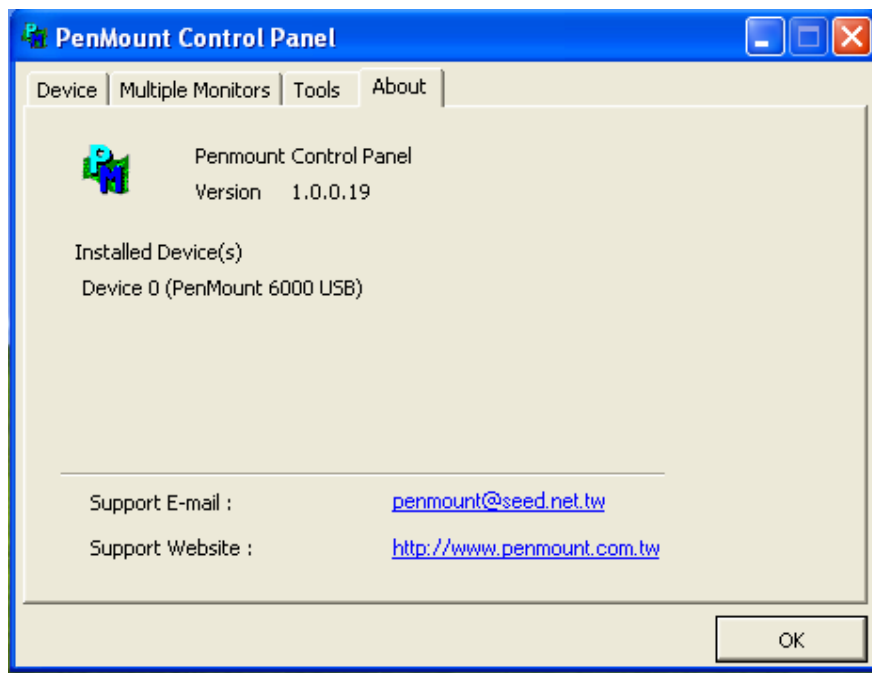 PenMount Control Panel
Device Multiple Monitors Tools About
PM
Penmount Control Panel
Version 1.0.0.19
Installed Device(s)
Device 0 (PenMount 6000 USB)
Support E-mail : penmount@seed.net.tw
Support Website : http://www.penmount.com.tw
OK